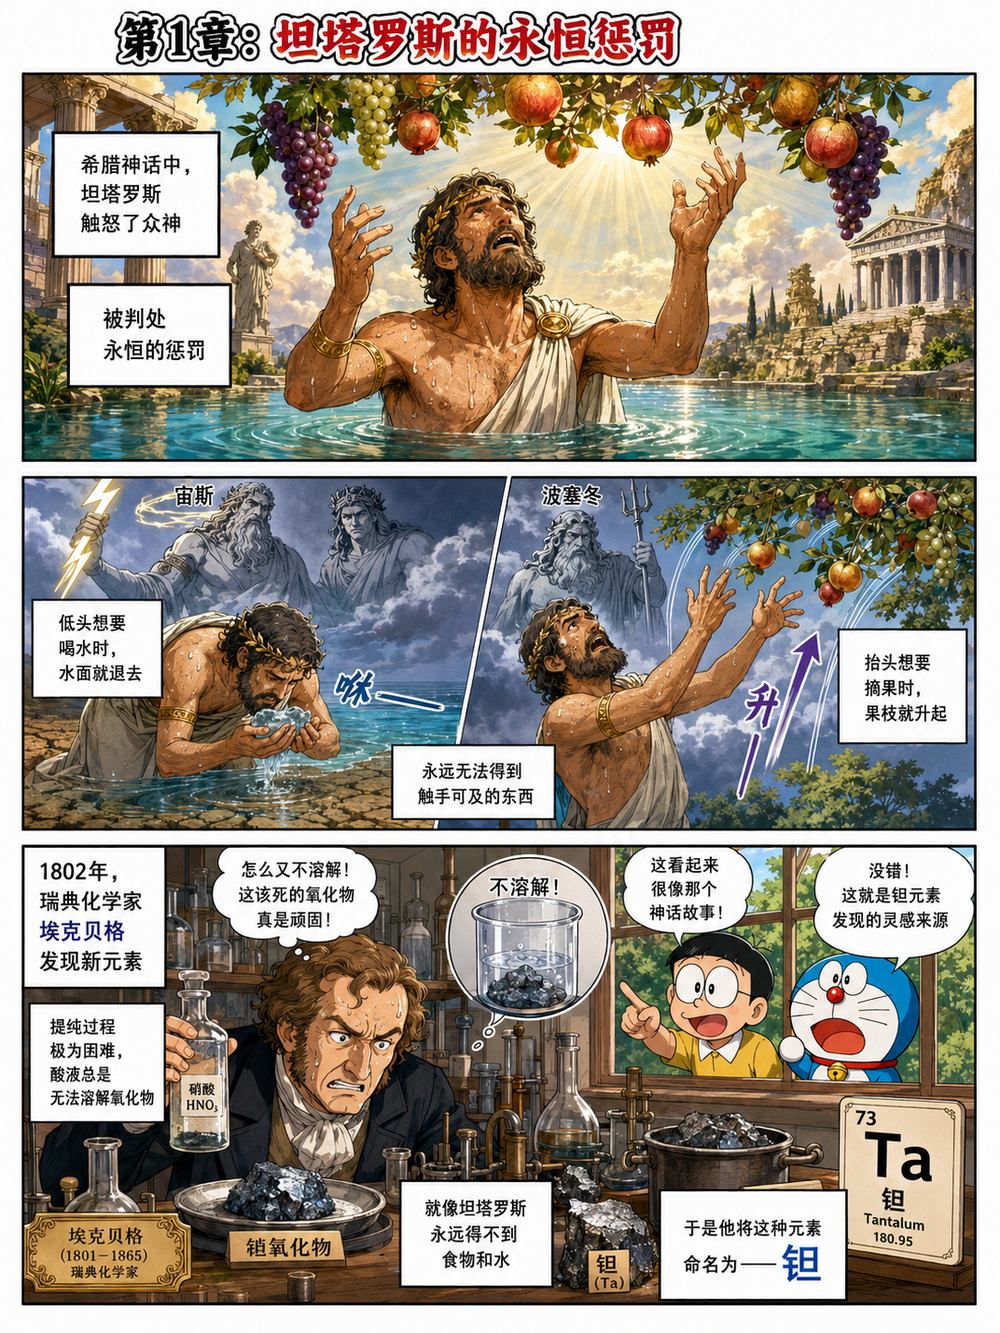 第1章：坦塔罗斯的永恒惩罚
希腊神话中，
坦塔罗斯
触怒了众神
被判处
永恒的惩罚
宙斯
低头想要
喝水时，
水面就退去
咻
波塞冬
升
抬头想要
摘果时，
果枝就升起
永远无法得到
触手可及的东西
1802年，
瑞典化学家
埃克贝格
发现新元素
提纯过程
极为困难，
酸液总是
无法溶解氧化物
怎么又不溶解！
这该死的氧化物
真是顽固！
不溶解！
这看起来
很像那个
神话故事！
没错！
这就是钽元素
发现的灵感来源
硝酸
HNO₃
埃克贝格
(1801–1865)
瑞典化学家
氧化物
就像坦塔罗斯
永远得不到
食物和水
钽
(Ta)
于是他将这种元素
命名为——钽
73
Ta
钽
Tantalum
180.95